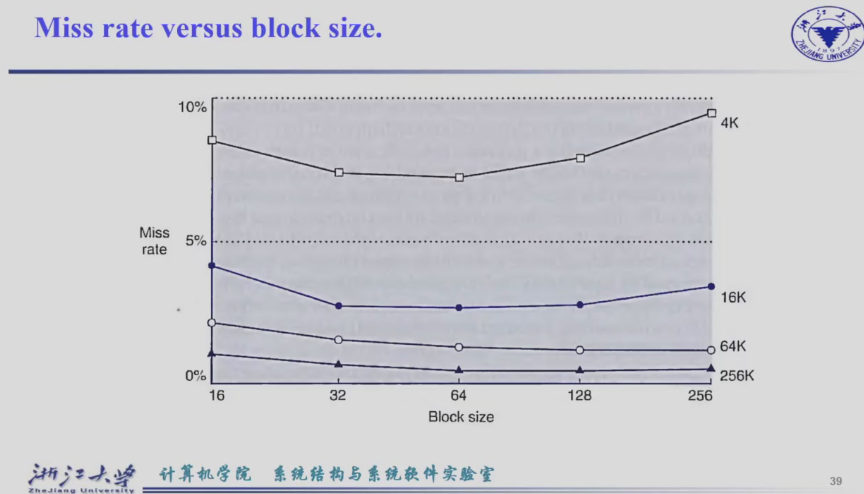 Miss rate versus block size.
ZHEJIANG UNIVERSITY
1897
10%
4K
Miss
rate
5%
16K
64K
0%
256K
16
32
64
128
256
Block size
浙江大学
ZheJiang University
计算机学院 系统结构与系统软件实验室
39